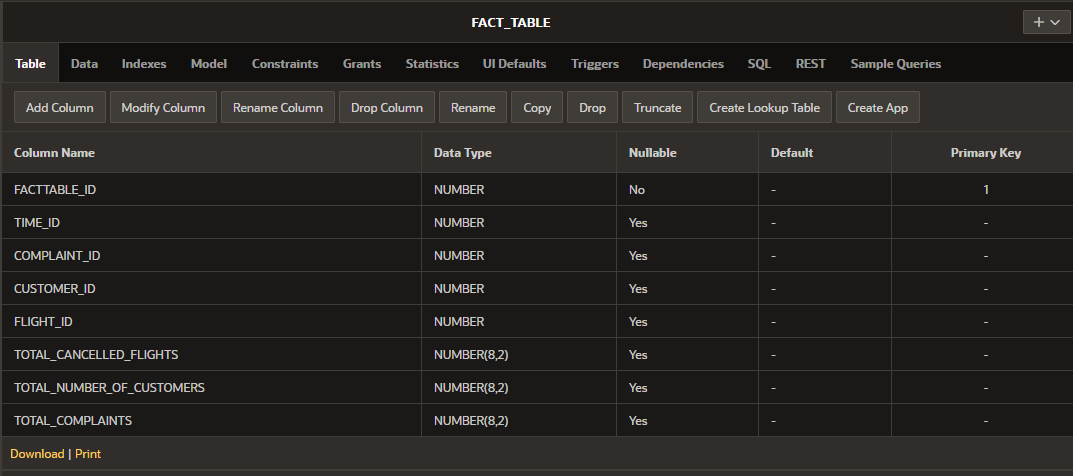 FACT_TABLE
Table Data Indexes Model Constraints Grants Statistics UI Defaults Triggers Dependencies SQL REST Sample Queries
Add Column Modify Column Rename Column Drop Column Rename Copy Drop Truncate Create Lookup Table Create App
Column Name Data Type Nullable Default Primary Key
FACTTABLE_ID NUMBER No - 1
TIME_ID NUMBER Yes - -
COMPLAINT_ID NUMBER Yes - -
CUSTOMER_ID NUMBER Yes - -
FLIGHT_ID NUMBER Yes - -
TOTAL_CANCELLED_FLIGHTS NUMBER(8,2) Yes - -
TOTAL_NUMBER_OF_CUSTOMERS NUMBER(8,2) Yes - -
TOTAL_COMPLAINTS NUMBER(8,2) Yes - -
Download | Print